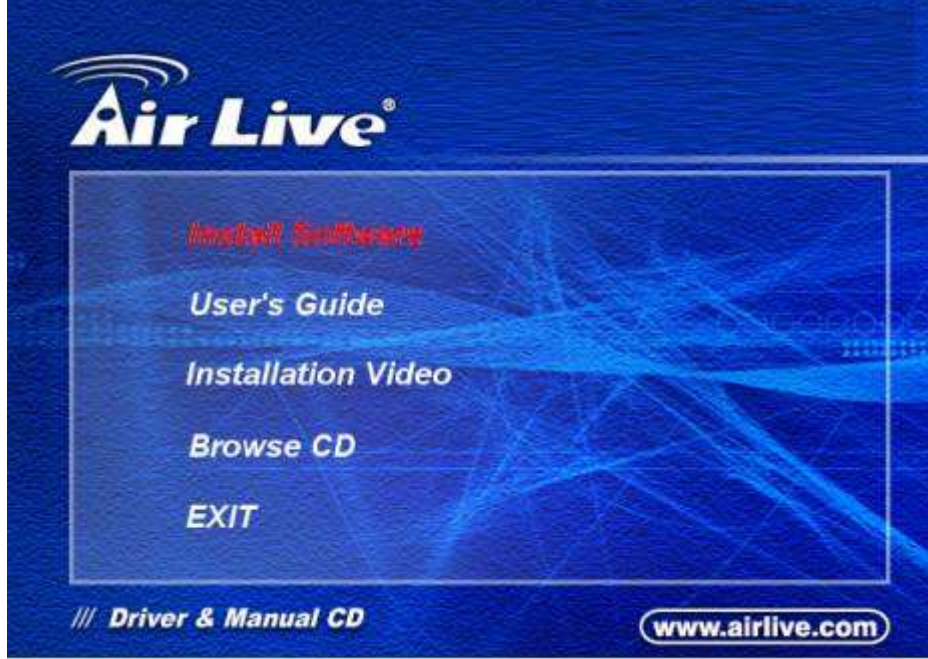 Air Live®
Install Software
User's Guide
Installation Video
Browse CD
EXIT
/// Driver & Manual CD
www.airlive.com